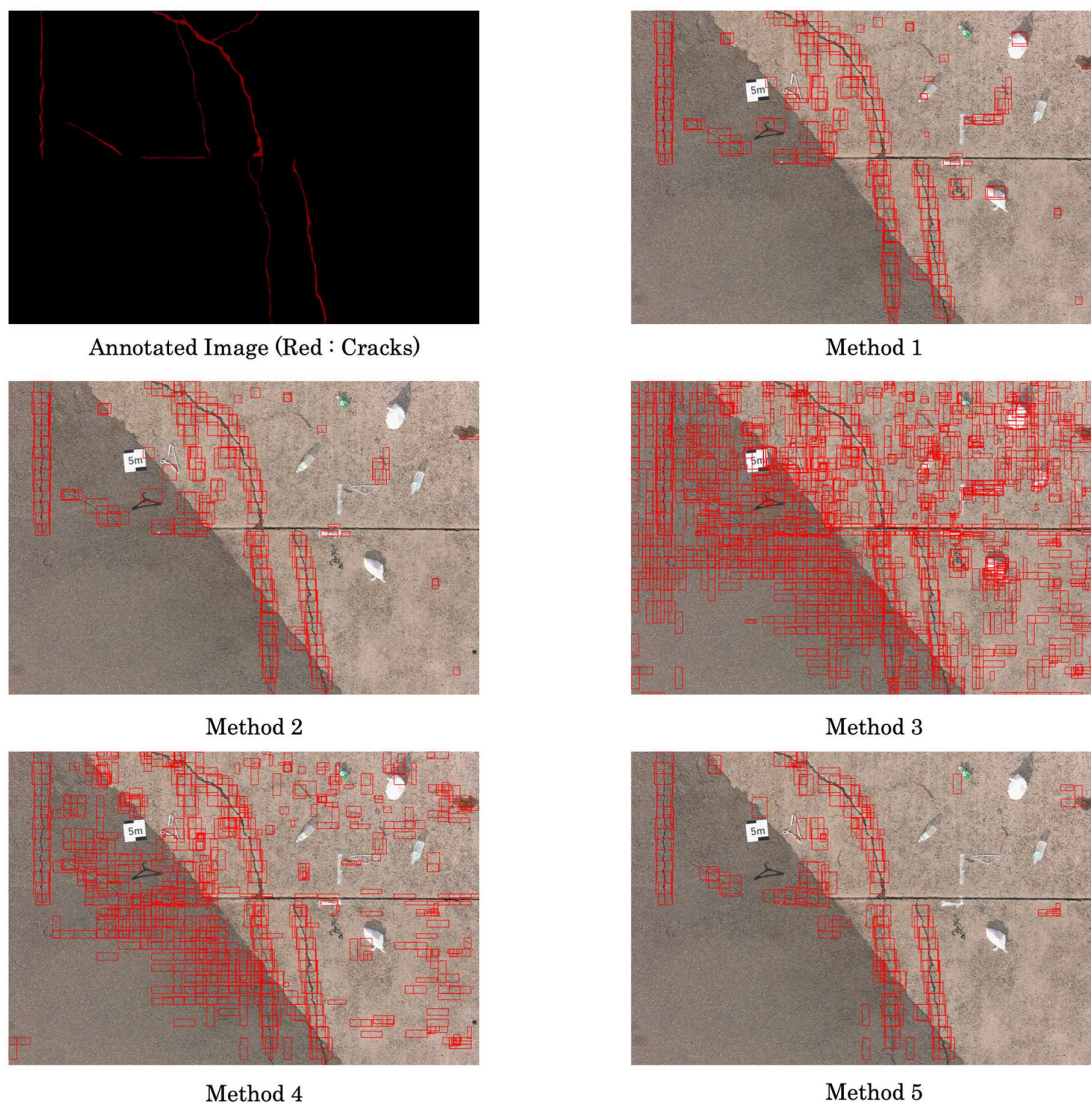 Annotated Image (Red : Cracks)
5m
Method 1
5m
Method 2
5m
Method 3
5m
Method 4
5m
Method 5